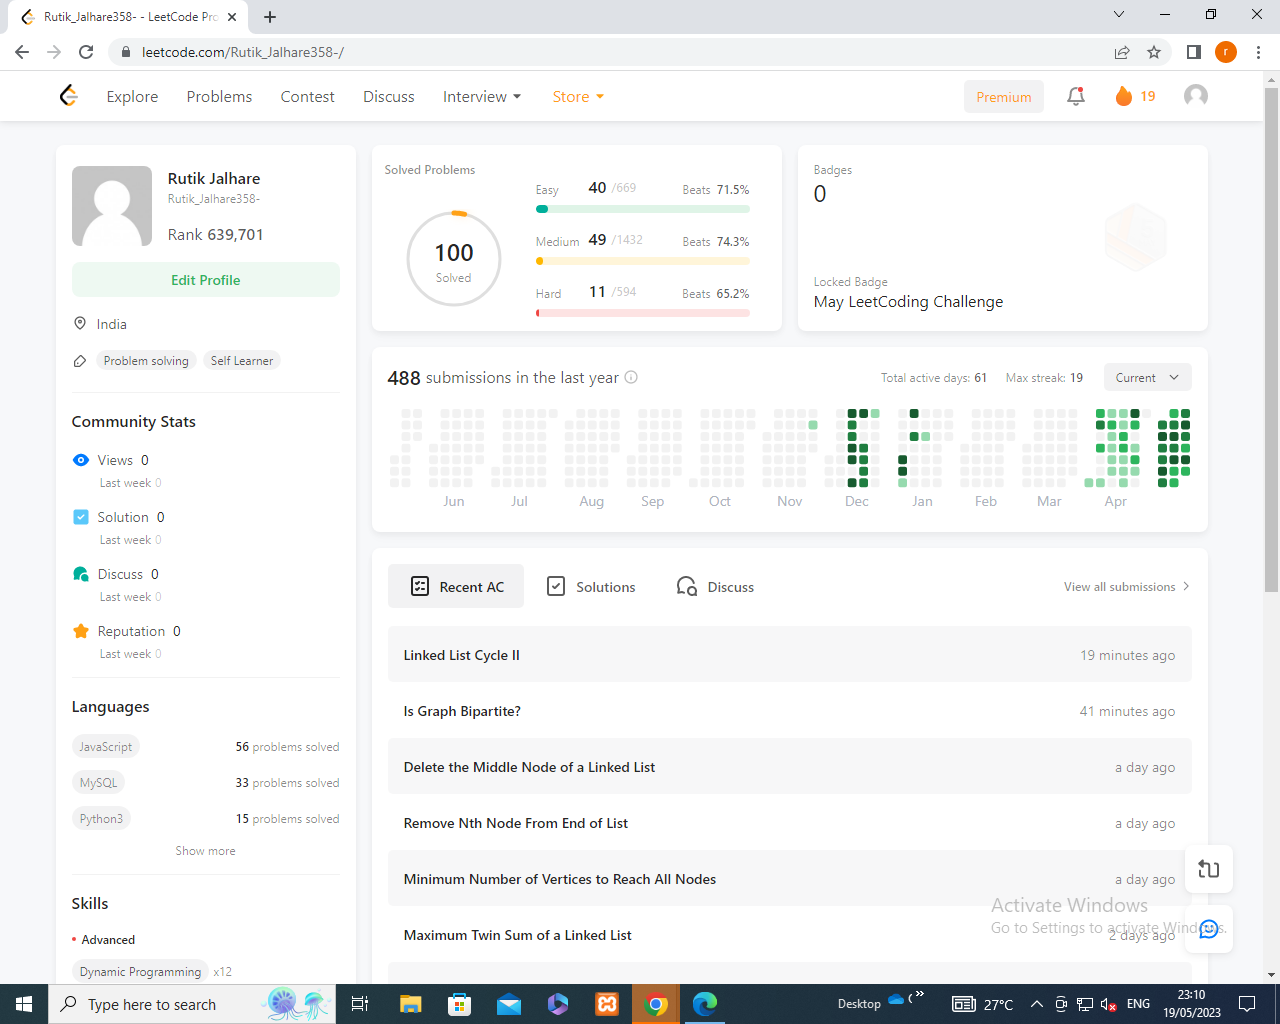 Rutik_Jalhare358- - LeetCode Pro
leetcode.com/Rutik_Jalhare358-/
r
Explore Problems Contest Discuss Interview Store Premium 19
Rutik Jalhare
Rutik_Jalhare358-
Rank 639,701
Edit Profile
India
Problem solving Self Learner
Community Stats
Views 0
Last week 0
Solution 0
Last week 0
Discuss 0
Last week 0
Reputation 0
Last week 0
Languages
JavaScript 56 problems solved
MySQL 33 problems solved
Python3 15 problems solved
Show more
Skills
Advanced
Dynamic Programming x12
Solved Problems
100
Solved
Easy 40 /669 Beats 71.5%
Medium 49 /1432 Beats 74.3%
Hard 11 /594 Beats 65.2%
Badges
0
Locked Badge
May LeetCoding Challenge
488 submissions in the last year Total active days: 61 Max streak: 19 Current
Jun Jul Aug Sep Oct Nov Dec Jan Feb Mar Apr
Recent AC Solutions Discuss View all submissions
Linked List Cycle II 19 minutes ago
Is Graph Bipartite? 41 minutes ago
Delete the Middle Node of a Linked List a day ago
Remove Nth Node From End of List a day ago
Minimum Number of Vertices to Reach All Nodes a day ago
Maximum Twin Sum of a Linked List 2 days ago
Activate Windows
Go to Settings to activate Windows.
Type here to search Desktop 27°C ENG 23:10
19/05/2023